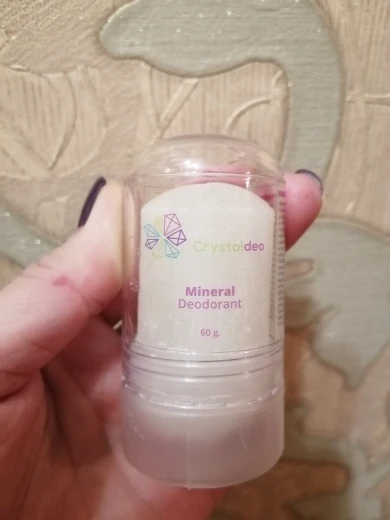 Crystaldeo
Mineral
Deodorant
60 g.